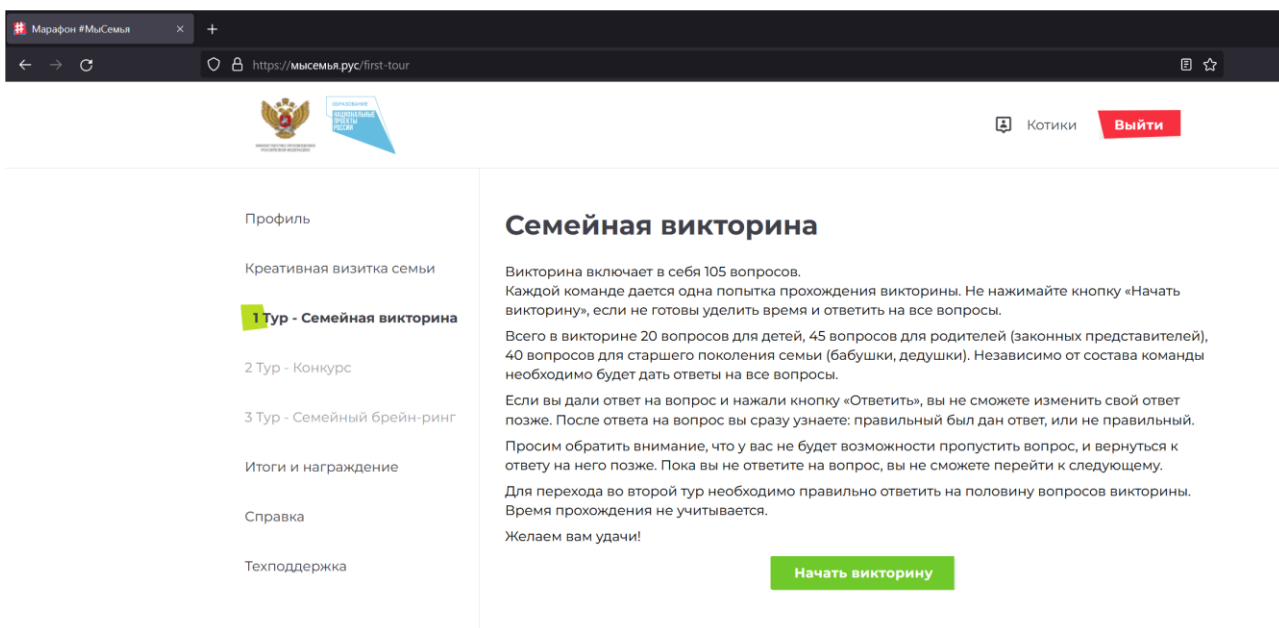 Марафон #МыСемья
https://мысемья.рус/first-tour
ОБРАЗОВАНИЕ
НАЦИОНАЛЬНЫЕ
ПРОЕКТЫ
РОССИИ
Котики
Выйти
Профиль
Креативная визитка семьи
1 Тур - Семейная викторина
2 Тур - Конкурс
3 Тур - Семейный брейн-ринг
Итоги и награждение
Справка
Техподдержка
Семейная викторина
Викторина включает в себя 105 вопросов.
Каждой команде дается одна попытка прохождения викторины. Не нажимайте кнопку «Начать
викторину», если не готовы уделить время и ответить на все вопросы.
Всего в викторине 20 вопросов для детей, 45 вопросов для родителей (законных представителей),
40 вопросов для старшего поколения семьи (бабушки, дедушки). Независимо от состава команды
необходимо будет дать ответы на все вопросы.
Если вы дали ответ на вопрос и нажали кнопку «Ответить», вы не сможете изменить свой ответ
позже. После ответа на вопрос вы сразу узнаете: правильный был дан ответ, или не правильный.
Просим обратить внимание, что у вас не будет возможности пропустить вопрос, и вернуться к
ответу на него позже. Пока вы не ответите на вопрос, вы не сможете перейти к следующему.
Для перехода во второй тур необходимо правильно ответить на половину вопросов викторины.
Время прохождения не учитывается.
Желаем вам удачи!
Начать викторину